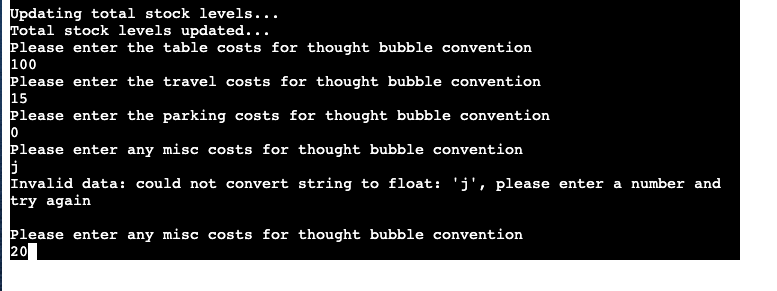 Updating total stock levels...
Total stock levels updated...
Please enter the table costs for thought bubble convention
100
Please enter the travel costs for thought bubble convention
15
Please enter the parking costs for thought bubble convention
0
Please enter any misc costs for thought bubble convention
j
Invalid data: could not convert string to float: 'j', please enter a number and
try again
Please enter any misc costs for thought bubble convention
20